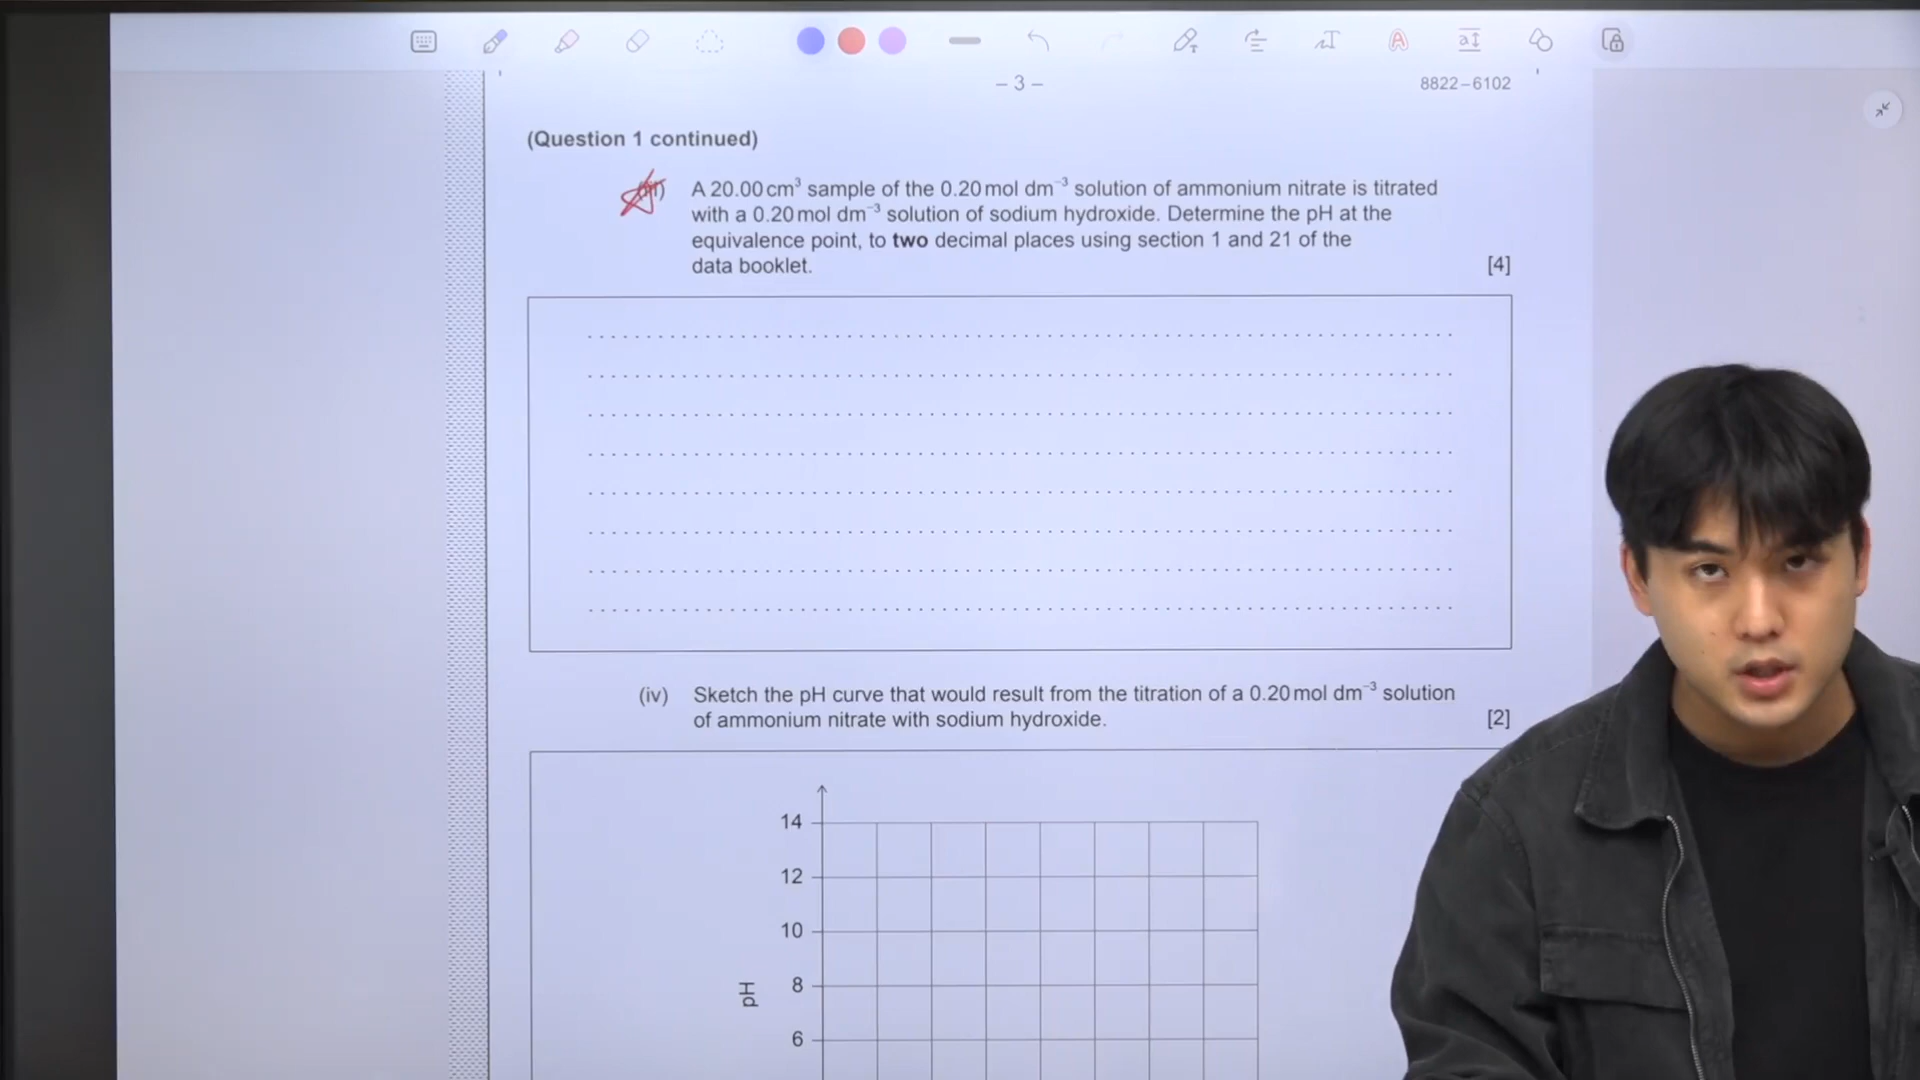 – 3 –
8822–6102
(Question 1 continued)
A 20.00 cm³ sample of the 0.20 mol dm⁻³ solution of ammonium nitrate is titrated
with a 0.20 mol dm⁻³ solution of sodium hydroxide. Determine the pH at the
equivalence point, to two decimal places using section 1 and 21 of the
data booklet.
[4]
(iv) Sketch the pH curve that would result from the titration of a 0.20 mol dm⁻³ solution
of ammonium nitrate with sodium hydroxide.
[2]
14
12
10
8
6
pH